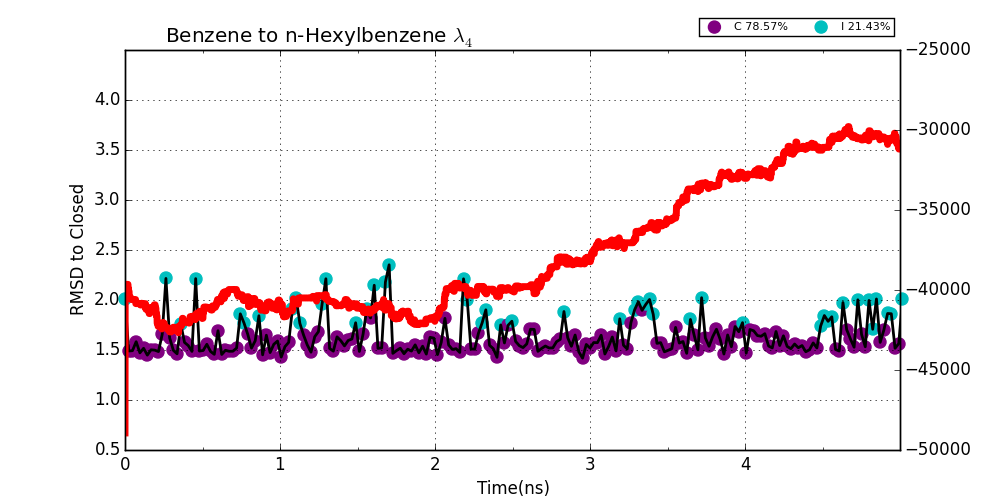 Benzene to n-Hexylbenzene λ4
C 78.57% I 21.43%
RMSD to Closed
4.0
3.5
3.0
2.5
2.0
1.5
1.0
0.5
−25000
−30000
−35000
−40000
−45000
−50000
0 1 2 3 4
Time(ns)